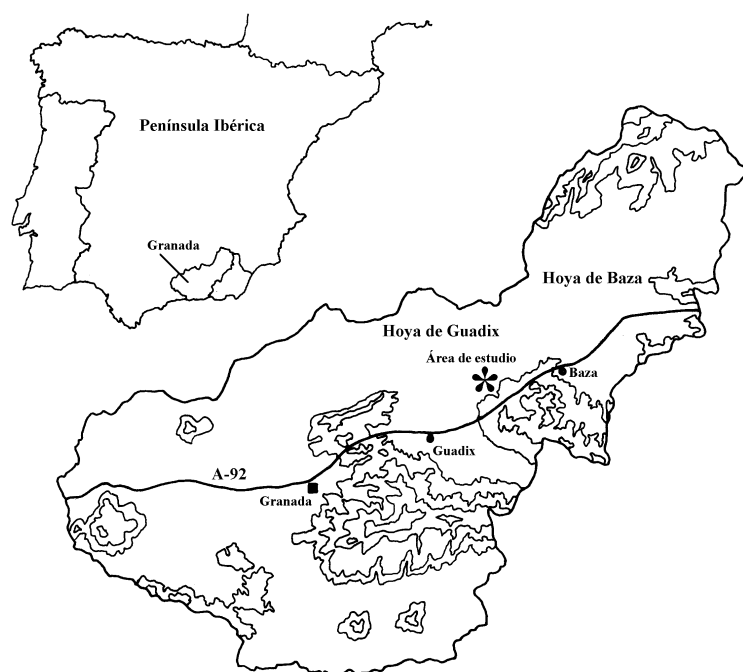 Península Ibérica
Granada
Hoya de Baza
Hoya de Guadix
Área de estudio
Baza
Guadix
A-92
Granada